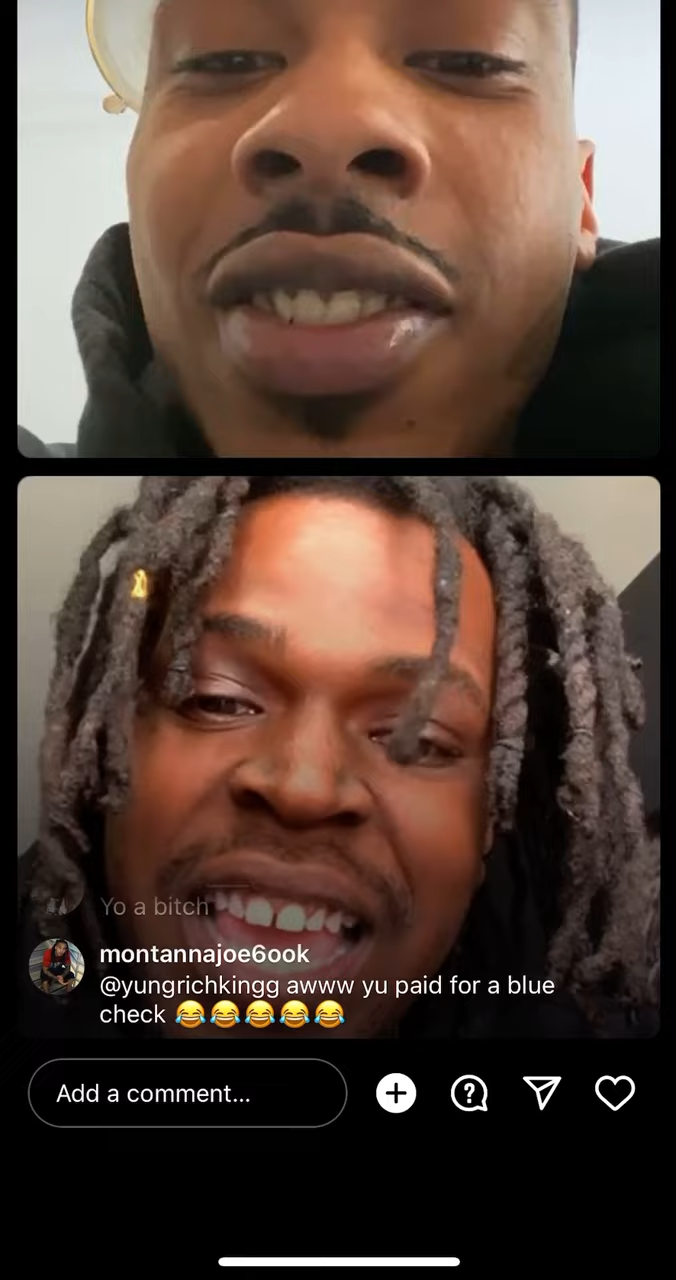 Yo a bitch
montannajoe6ook
@yungrichkingg awww yu paid for a blue
check 😂😂😂😂😂
Add a comment...